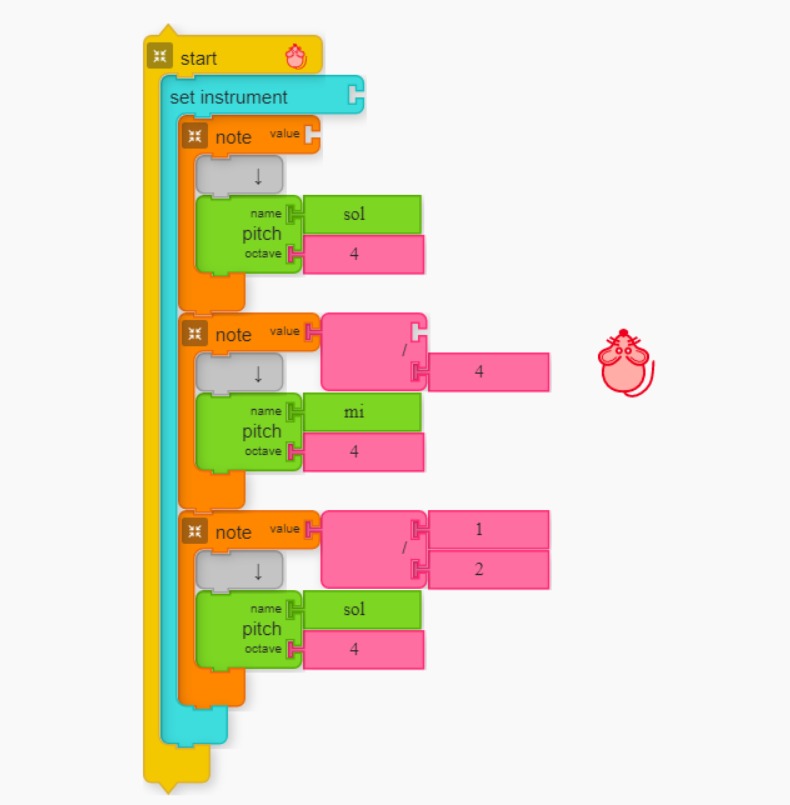 start
set instrument
note value
↓
name sol
pitch
octave 4
note value
/
4
↓
name mi
pitch
octave 4
note value 1
/
2
↓
name sol
pitch
octave 4